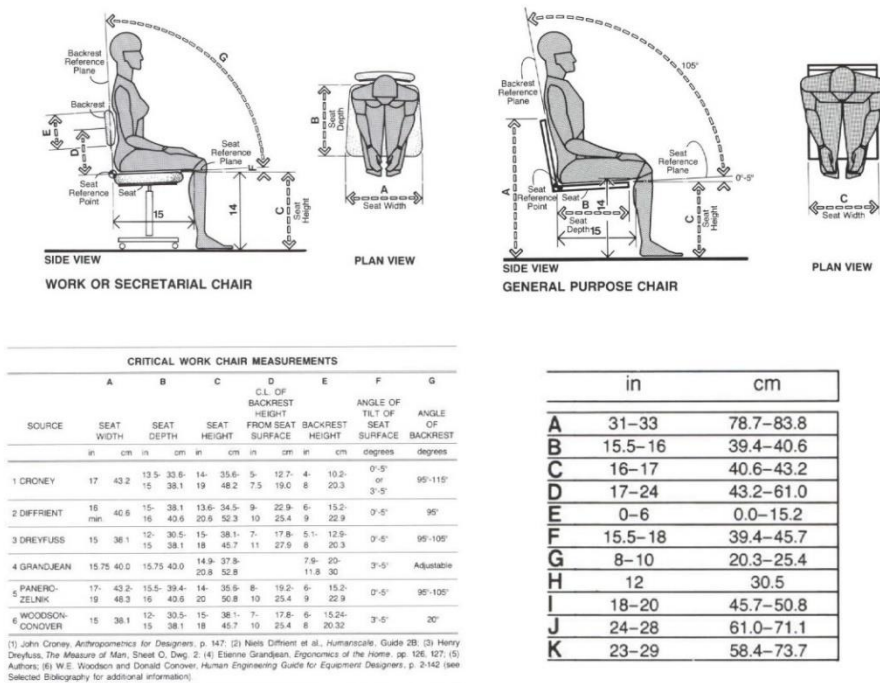 G
Backrest
Reference
Plane
Backrest
E
D
Seat
Reference
Plane
F
Seat
Reference
Point
Seat
15
14
C
Seat
Height
SIDE VIEW
B
Seat
Depth
A
Seat Width
PLAN VIEW
WORK OR SECRETARIAL CHAIR
105°
Backrest
Reference
Plane
Seat
Reference
Plane
0°-5°
A
Seat
Reference
Point
Seat
14
B
Seat
Depth
15
C
Seat
Height
SIDE VIEW
C
Seat Width
PLAN VIEW
GENERAL PURPOSE CHAIR
CRITICAL WORK CHAIR MEASUREMENTS
A B C D E F G
C.L. OF
BACKREST
HEIGHT ANGLE OF
SEAT SEAT SEAT FROM SEAT BACKREST TILT OF SEAT ANGLE OF
SOURCE WIDTH DEPTH HEIGHT SURFACE HEIGHT SURFACE BACKREST
in cm in cm in cm in cm in cm degrees degrees
1 CRONEY 17 43.2 13.5- 33.6- 14- 35.6- 5- 12.7- 4- 10.2- 0°-5° 95°-115°
15 38.1 19 48.2 7.5 19.0 8 20.3 or
3°-5°
2 DIFFRIENT 16 40.6 15- 38.1 13.6- 34.5- 9- 22.9- 6- 15.2- 0°-5° 95°
min. 16 40.6 20.6 52.3 10 25.4 9 22.9
3 DREYFUSS 15 38.1 12- 30.5- 15- 38.1- 7- 17.8- 5.1- 12.9- 0°-5° 95°-105°
15 38.1 18 45.7 11 27.9 8 20.3
4 GRANDJEAN 15.75 40.0 15.75 40.0 14.9- 37.8- 7.9- 20- 3°-5° Adjustable
20.8 52.8 11.8 30
5 PANERO- 17- 43.2- 15.5- 39.4- 14- 35.6- 8- 19.2- 6- 15.2- 0°-5° 95°-105°
ZELNIK 19 48.3 16 40.6 20 50.8 10 25.4 9 22.9
6 WOODSON- 15 38.1 12- 30.5- 15- 38.1- 7- 17.8- 6- 15.24- 3°-5° 20°
CONOVER 15 38.1 18 45.7 10 25.4 8 20.32
(1) John Croney, Anthropometrics for Designers, p. 147; (2) Niels Diffrient et al., Humanscale, Guide 2B; (3) Henry
Dreyfuss, The Measure of Man, Sheet O, Dwg. 2; (4) Etienne Grandjean, Ergonomics of the Home, pp. 126, 127; (5)
Authors; (6) W.E. Woodson and Donald Conover, Human Engineering Guide for Equipment Designers, p. 2-142 (see
Selected Bibliography for additional information).
in cm
A 31–33 78.7–83.8
B 15.5–16 39.4–40.6
C 16–17 40.6–43.2
D 17–24 43.2–61.0
E 0–6 0.0–15.2
F 15.5–18 39.4–45.7
G 8–10 20.3–25.4
H 12 30.5
I 18–20 45.7–50.8
J 24–28 61.0–71.1
K 23–29 58.4–73.7